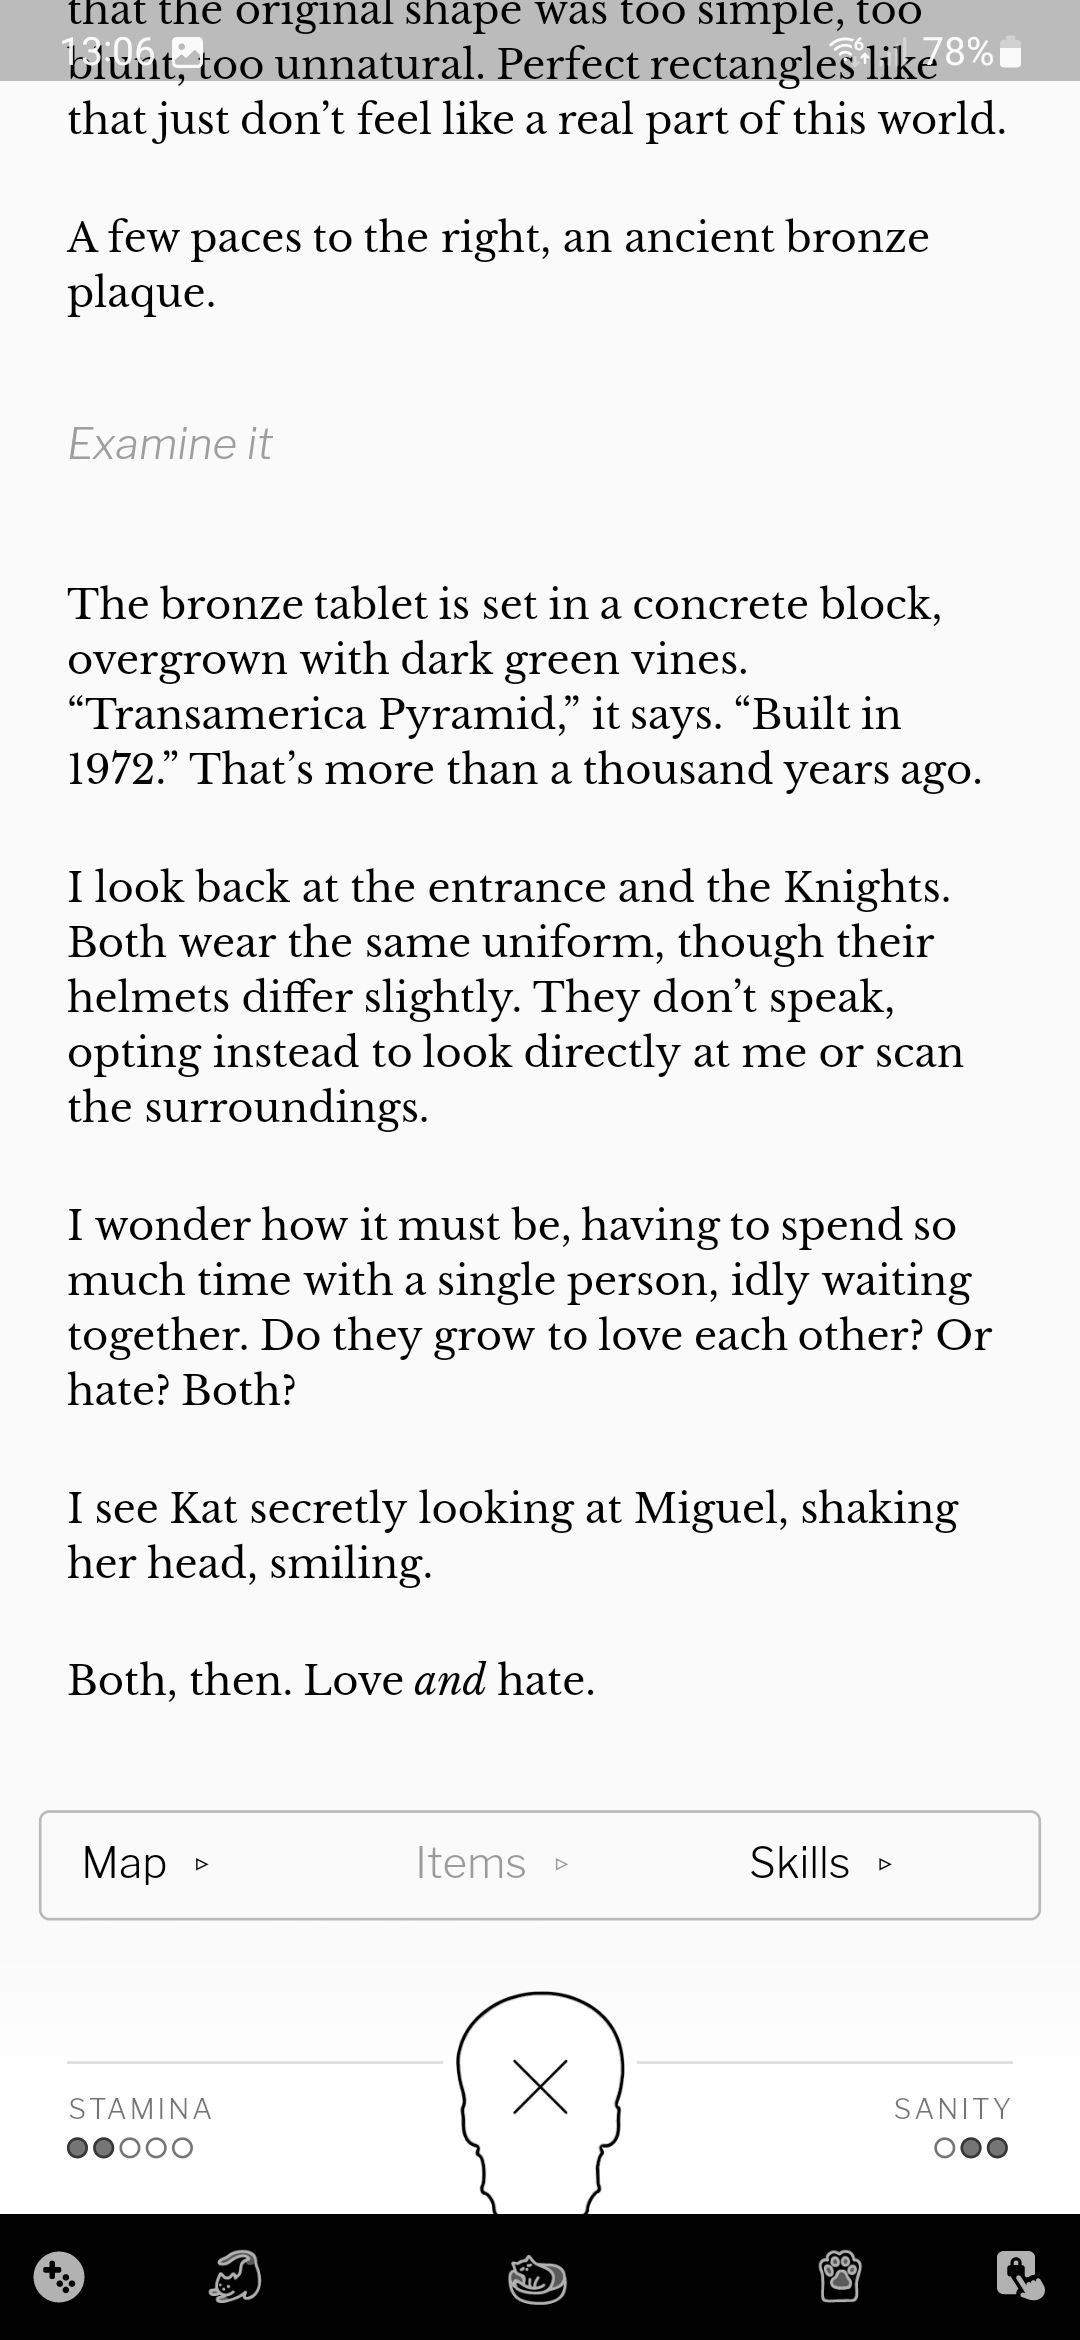 that the original shape was too simple, too
13:06 78%
blunt, too unnatural. Perfect rectangles like
that just don’t feel like a real part of this world.
A few paces to the right, an ancient bronze
plaque.
Examine it
The bronze tablet is set in a concrete block,
overgrown with dark green vines.
“Transamerica Pyramid,” it says. “Built in
1972.” That’s more than a thousand years ago.
I look back at the entrance and the Knights.
Both wear the same uniform, though their
helmets differ slightly. They don’t speak,
opting instead to look directly at me or scan
the surroundings.
I wonder how it must be, having to spend so
much time with a single person, idly waiting
together. Do they grow to love each other? Or
hate? Both?
I see Kat secretly looking at Miguel, shaking
her head, smiling.
Both, then. Love and hate.
Map Items Skills
STAMINA SANITY